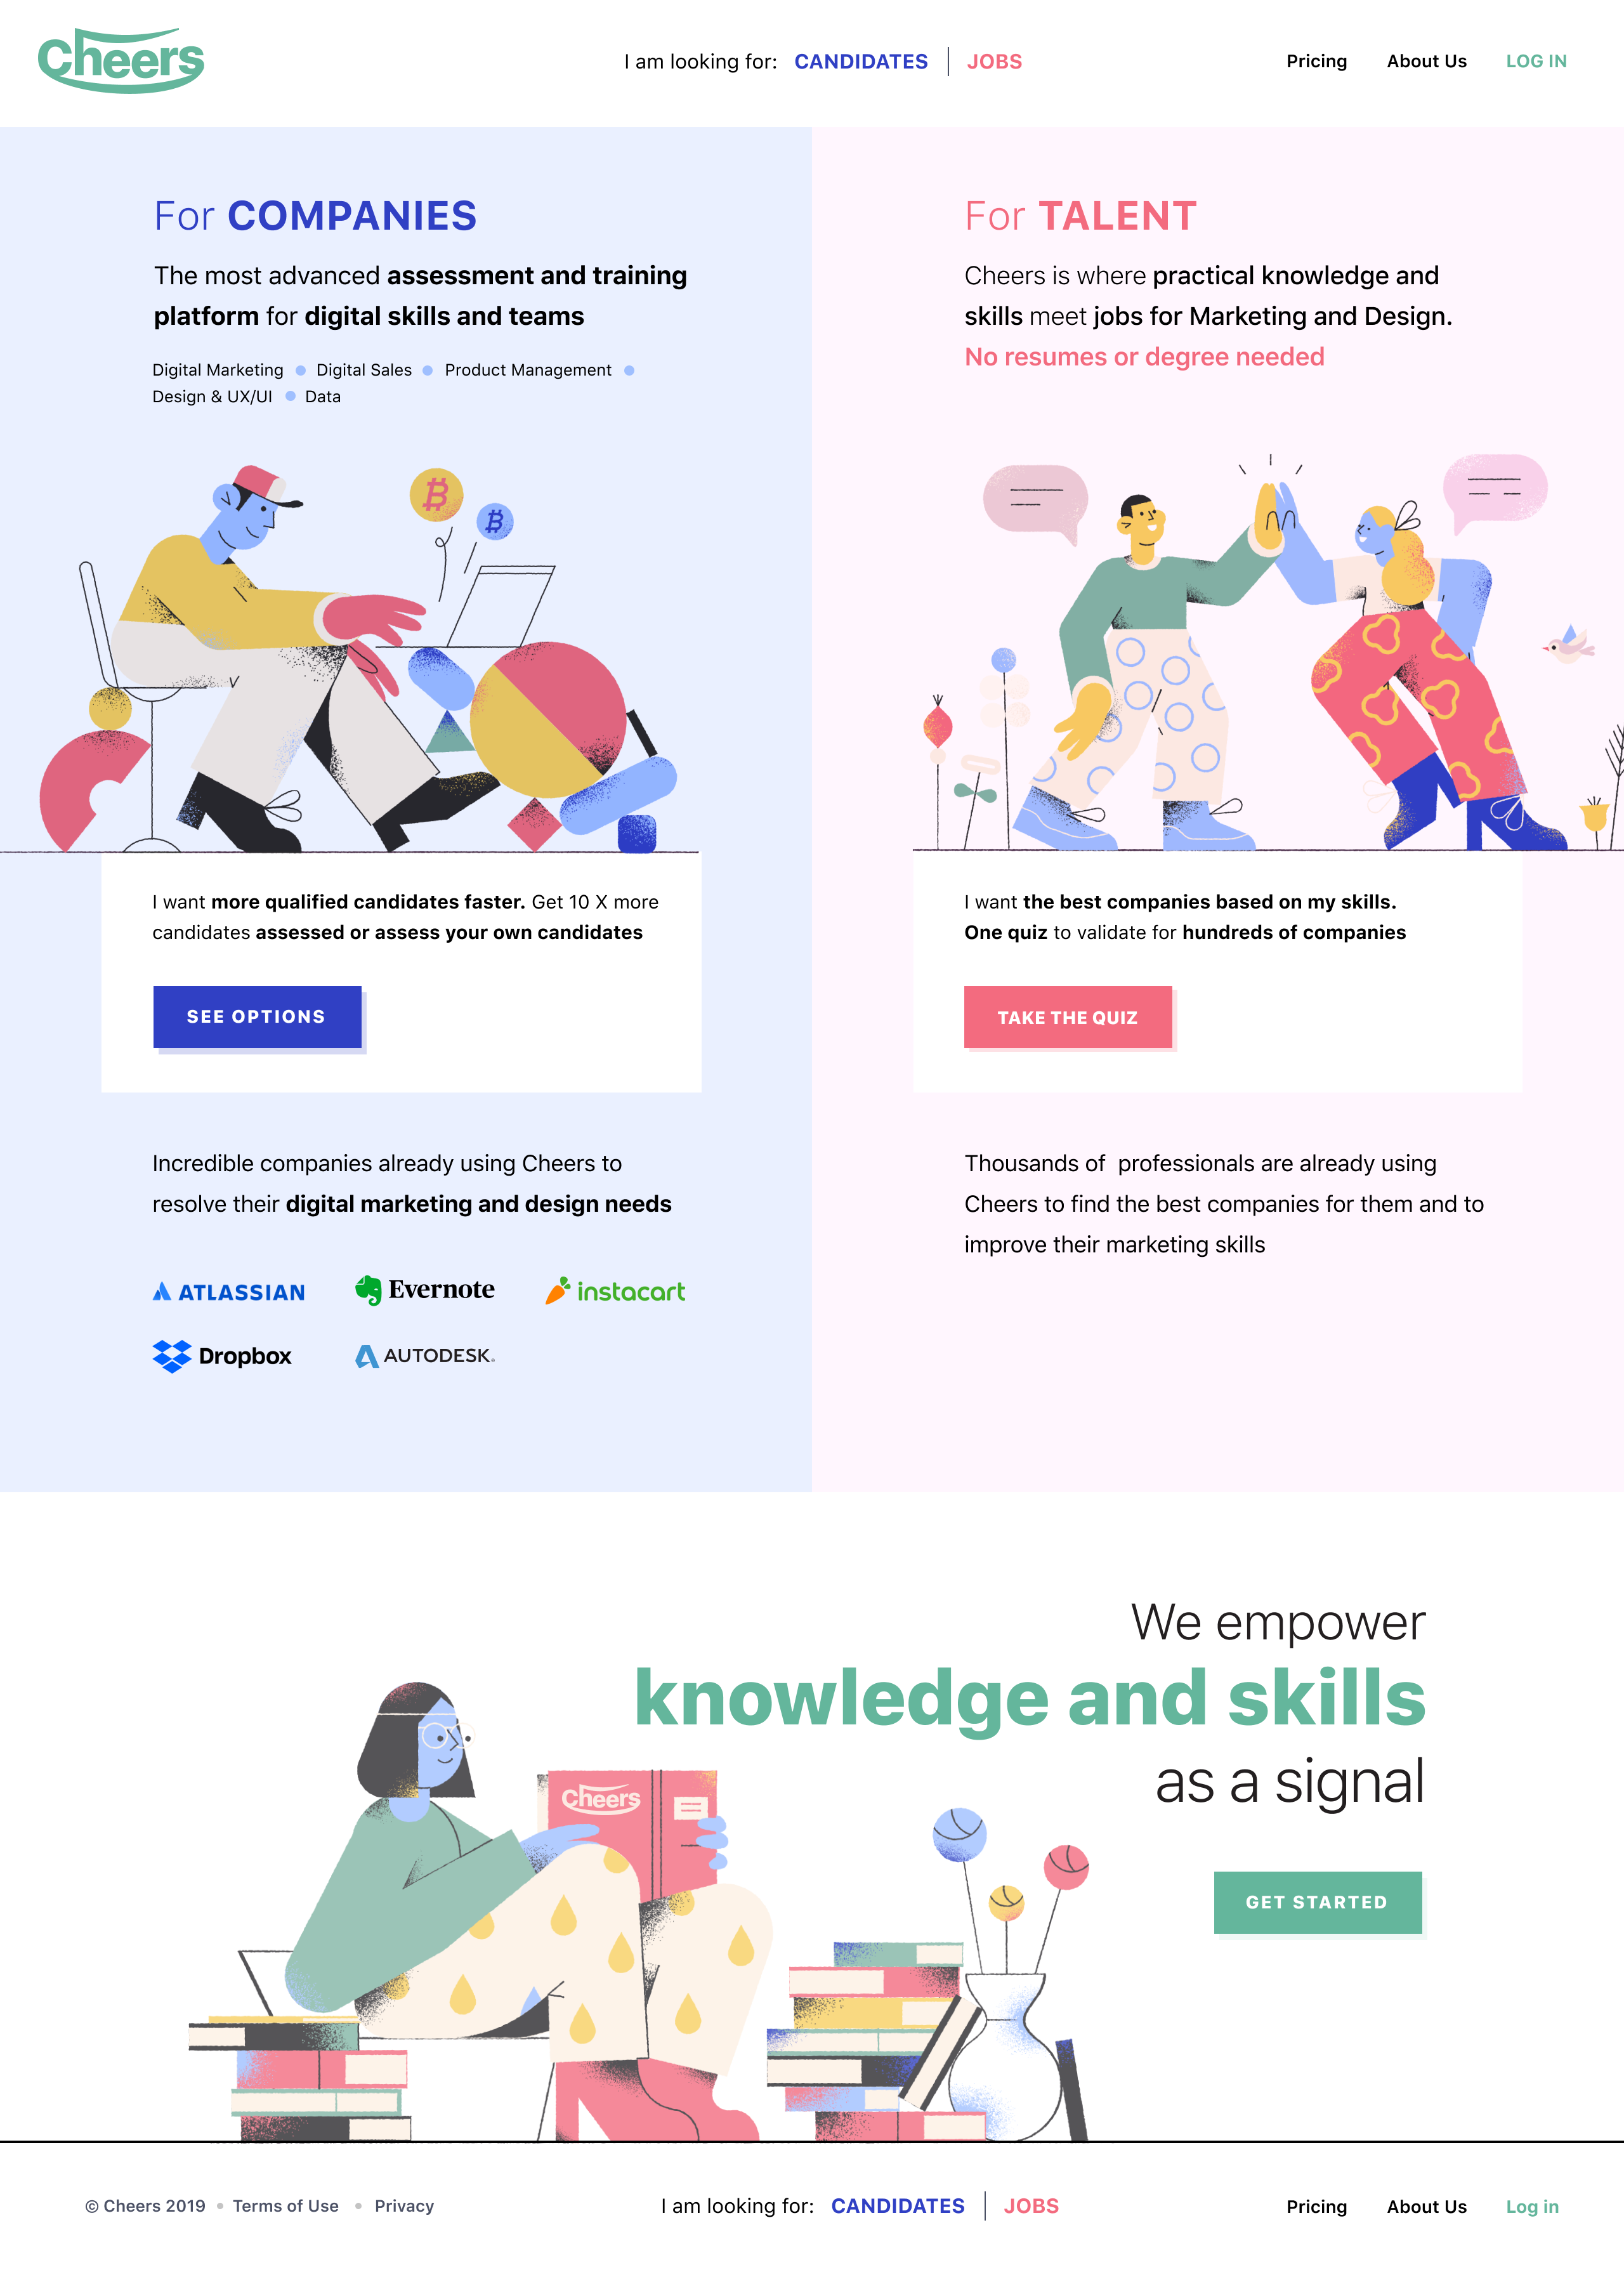 Cheers
I am looking for: CANDIDATES | JOBS
Pricing About Us LOG IN
For COMPANIES
The most advanced assessment and training
platform for digital skills and teams
Digital Marketing • Digital Sales • Product Management •
Design & UX/UI • Data
I want more qualified candidates faster. Get 10 X more
candidates assessed or assess your own candidates
SEE OPTIONS
Incredible companies already using Cheers to
resolve their digital marketing and design needs
ATLASSIAN Evernote instacart
Dropbox AUTODESK.
For TALENT
Cheers is where practical knowledge and
skills meet jobs for Marketing and Design.
No resumes or degree needed
I want the best companies based on my skills.
One quiz to validate for hundreds of companies
TAKE THE QUIZ
Thousands of professionals are already using
Cheers to find the best companies for them and to
improve their marketing skills
We empower
knowledge and skills
as a signal
Cheers
GET STARTED
© Cheers 2019 • Terms of Use • Privacy
I am looking for: CANDIDATES | JOBS
Pricing About Us Log in